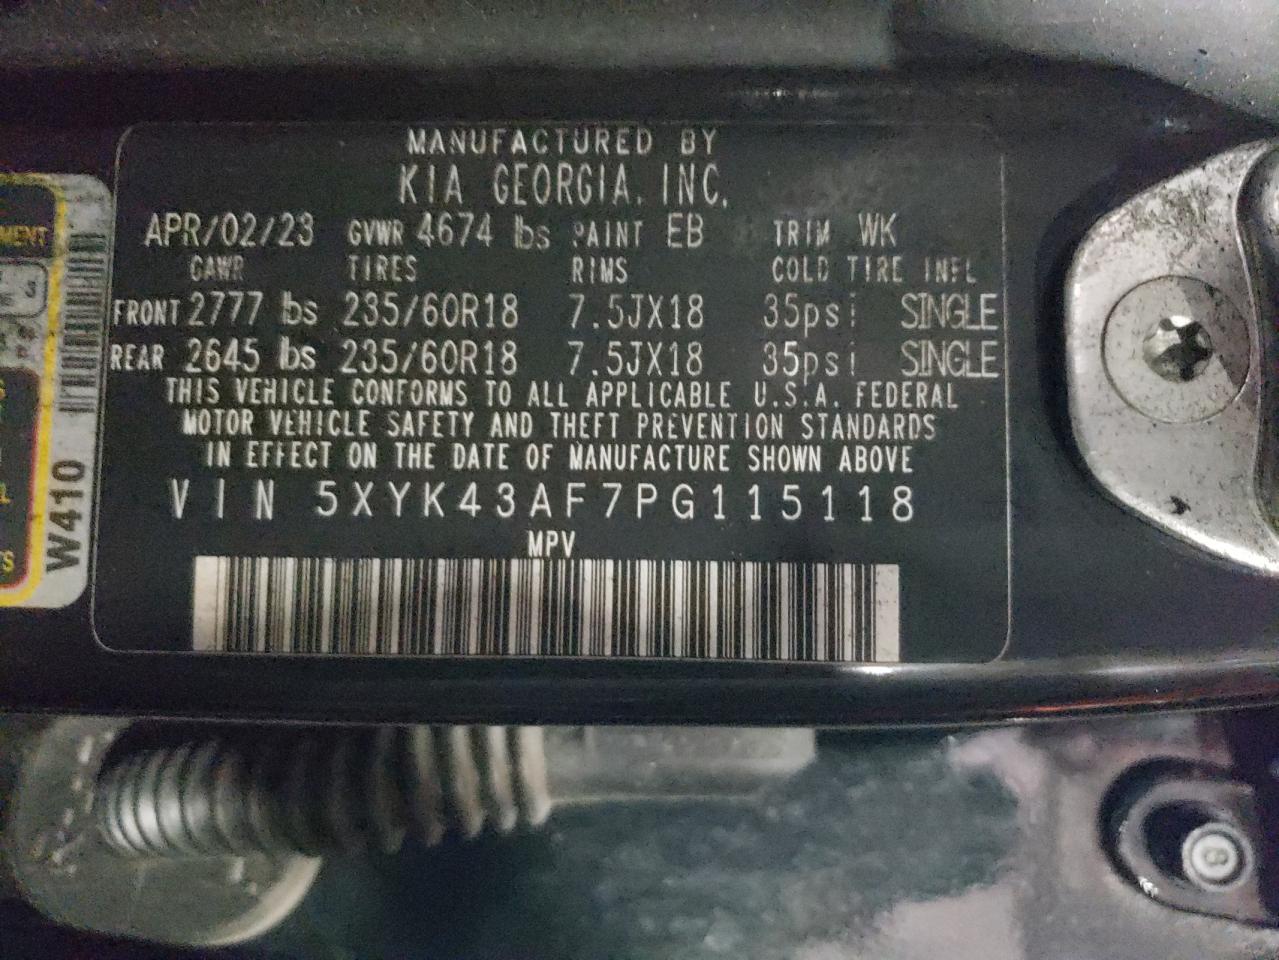 MANUFACTURED BY
KIA GEORGIA, INC.
APR/02/23 GVWR 4674 lbs PAINT EB TRIM WK
GAWR TIRES RIMS COLD TIRE INFL
FRONT 2777 lbs 235/60R18 7.5JX18 35psi SINGLE
REAR 2645 lbs 235/60R18 7.5JX18 35psi SINGLE
THIS VEHICLE CONFORMS TO ALL APPLICABLE U.S.A. FEDERAL
MOTOR VEHICLE SAFETY AND THEFT PREVENTION STANDARDS
IN EFFECT ON THE DATE OF MANUFACTURE SHOWN ABOVE
VIN 5XYK43AF7PG115118
MPV
W410
8